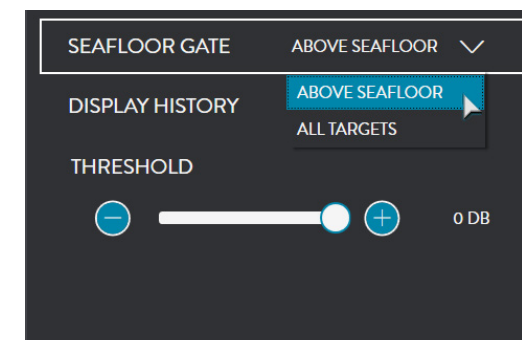 SEAFLOOR GATE ABOVE SEAFLOOR
ABOVE SEAFLOOR
DISPLAY HISTORY
ALL TARGETS
THRESHOLD
0 DB